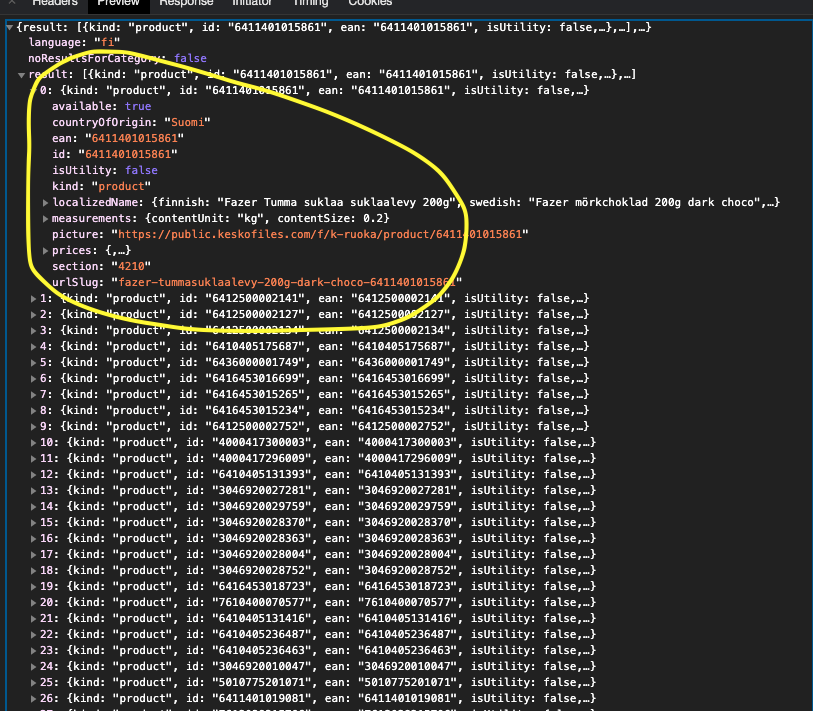 Headers Preview Response Initiator Timing Cookies
{result: [{kind: "product", id: "6411401015861", ean: "6411401015861", isUtility: false,…},…],…}
language: "fi"
noResultsForCategory: false
result: [{kind: "product", id: "6411401015861", ean: "6411401015861", isUtility: false,…},…]
0: {kind: "product", id: "6411401015861", ean: "6411401015861", isUtility: false,…}
available: true
countryOfOrigin: "Suomi"
ean: "6411401015861"
id: "6411401015861"
isUtility: false
kind: "product"
localizedName: {finnish: "Fazer Tumma suklaa suklaalevy 200g", swedish: "Fazer mörkchoklad 200g dark choco",…}
measurements: {contentUnit: "kg", contentSize: 0.2}
picture: "https://public.keskofiles.com/f/k-ruoka/product/6411401015861"
prices: {,…}
section: "4210"
urlSlug: "fazer-tummasuklaalevy-200g-dark-choco-6411401015861"
1: {kind: "product", id: "6412500002141", ean: "6412500002141", isUtility: false,…}
2: {kind: "product", id: "6412500002127", ean: "6412500002127", isUtility: false,…}
3: {kind: "product", id: "6412500002134", ean: "6412500002134", isUtility: false,…}
4: {kind: "product", id: "6410405175687", ean: "6410405175687", isUtility: false,…}
5: {kind: "product", id: "6436000001749", ean: "6436000001749", isUtility: false,…}
6: {kind: "product", id: "6416453016699", ean: "6416453016699", isUtility: false,…}
7: {kind: "product", id: "6416453015265", ean: "6416453015265", isUtility: false,…}
8: {kind: "product", id: "6416453015234", ean: "6416453015234", isUtility: false,…}
9: {kind: "product", id: "6412500002752", ean: "6412500002752", isUtility: false,…}
10: {kind: "product", id: "4000417300003", ean: "4000417300003", isUtility: false,…}
11: {kind: "product", id: "4000417296009", ean: "4000417296009", isUtility: false,…}
12: {kind: "product", id: "6410405131393", ean: "6410405131393", isUtility: false,…}
13: {kind: "product", id: "3046920027281", ean: "3046920027281", isUtility: false,…}
14: {kind: "product", id: "3046920029759", ean: "3046920029759", isUtility: false,…}
15: {kind: "product", id: "3046920028370", ean: "3046920028370", isUtility: false,…}
16: {kind: "product", id: "3046920028363", ean: "3046920028363", isUtility: false,…}
17: {kind: "product", id: "3046920028004", ean: "3046920028004", isUtility: false,…}
18: {kind: "product", id: "3046920028752", ean: "3046920028752", isUtility: false,…}
19: {kind: "product", id: "6416453018723", ean: "6416453018723", isUtility: false,…}
20: {kind: "product", id: "7610400070577", ean: "7610400070577", isUtility: false,…}
21: {kind: "product", id: "6410405131416", ean: "6410405131416", isUtility: false,…}
22: {kind: "product", id: "6410405236487", ean: "6410405236487", isUtility: false,…}
23: {kind: "product", id: "6410405236463", ean: "6410405236463", isUtility: false,…}
24: {kind: "product", id: "3046920010047", ean: "3046920010047", isUtility: false,…}
25: {kind: "product", id: "5010775201071", ean: "5010775201071", isUtility: false,…}
26: {kind: "product", id: "6411401019081", ean: "6411401019081", isUtility: false,…}